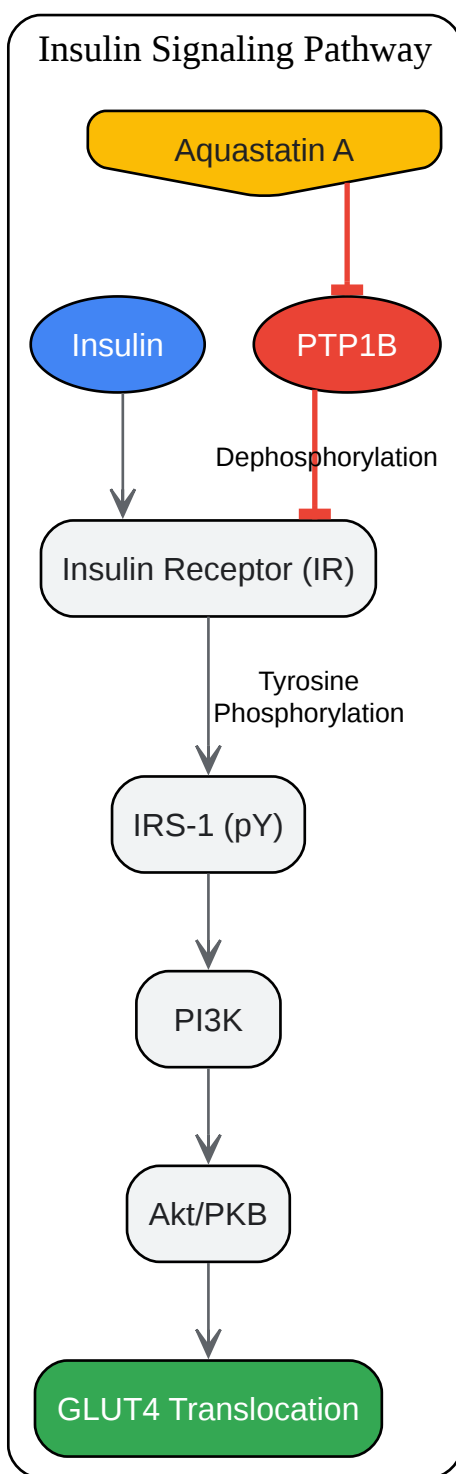 Insulin Signaling Pathway
Aquastatin A
Insulin
PTP1B
Dephosphorylation
Insulin Receptor (IR)
Tyrosine
Phosphorylation
IRS-1 (pY)
PI3K
Akt/PKB
GLUT4 Translocation